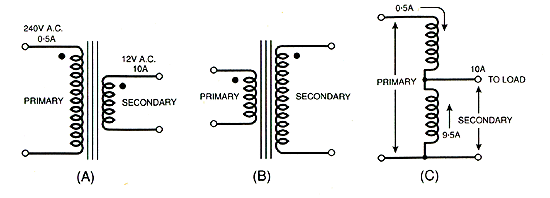 240V A.C.
0·5A
12V A.C.
10A
PRIMARY
SECONDARY
(A)
PRIMARY
SECONDARY
(B)
0·5A
10A
PRIMARY
TO LOAD
SECONDARY
9·5A
(C)